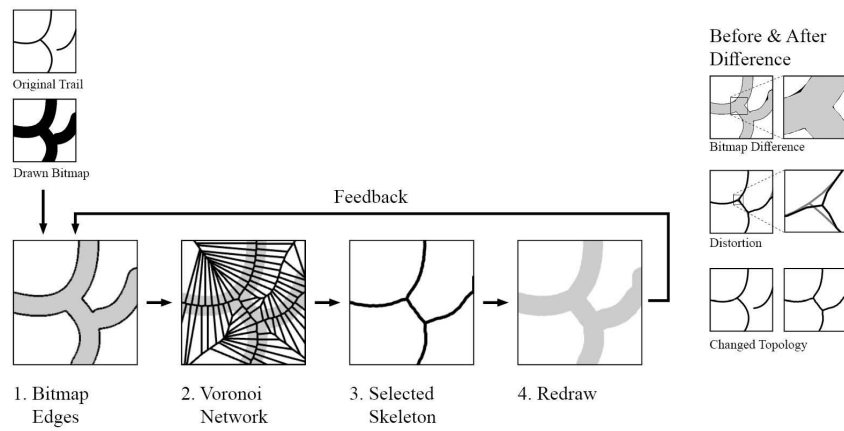 Original Trail
Drawn Bitmap
Feedback
1. Bitmap
Edges
2. Voronoi
Network
3. Selected
Skeleton
4. Redraw
Before & After
Difference
Bitmap Difference
Distortion
Changed Topology